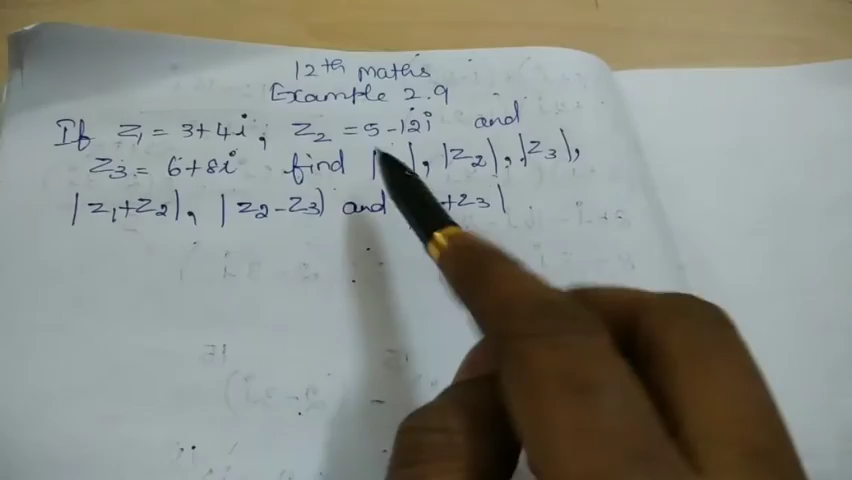 12th maths
Example 2.9
If z₁ = 3+4i, z₂ = 5-12i and
z₃ = 6+8i find | |, |z₂|, |z₃|,
|z₁+z₂|, |z₂-z₃| and +z₃|